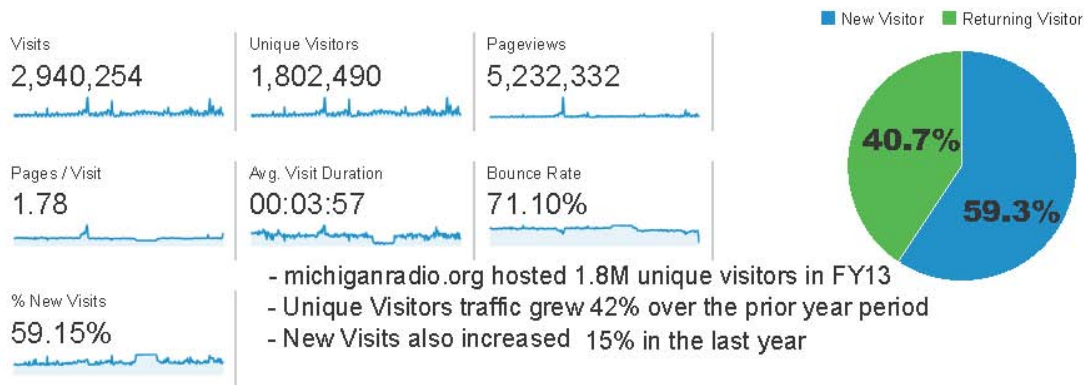 New Visitor Returning Visitor
Visits
2,940,254
Unique Visitors
1,802,490
Pageviews
5,232,332
40.7%
59.3%
Pages / Visit
1.78
Avg. Visit Duration
00:03:57
Bounce Rate
71.10%
- michiganradio.org hosted 1.8M unique visitors in FY13
- Unique Visitors traffic grew 42% over the prior year period
- New Visits also increased 15% in the last year
% New Visits
59.15%